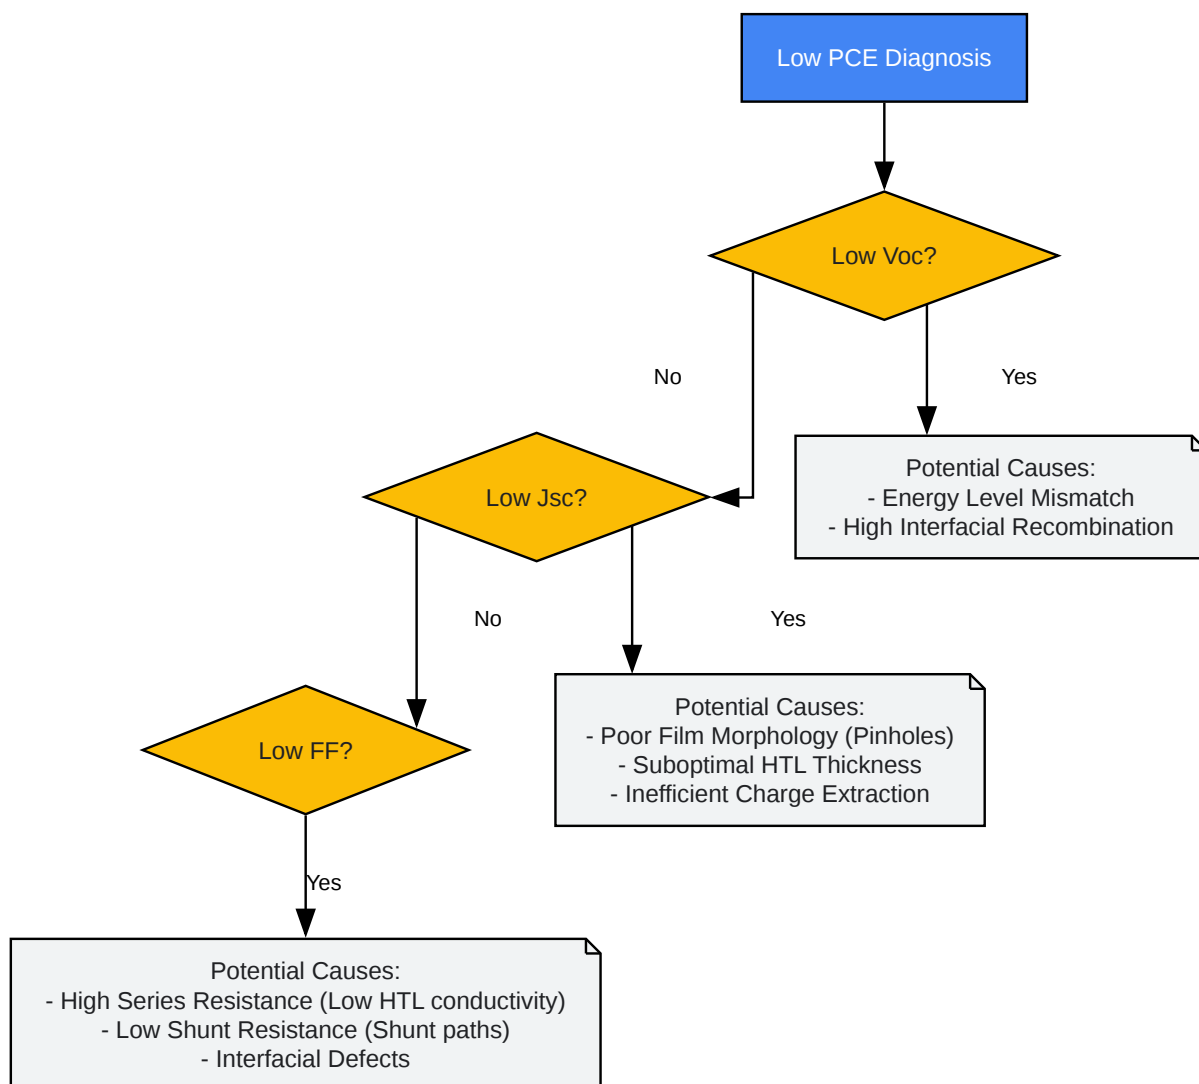 Low PCE Diagnosis
Low Voc?
No
Yes
Potential Causes:
- Energy Level Mismatch
- High Interfacial Recombination
Low Jsc?
No
Yes
Potential Causes:
- Poor Film Morphology (Pinholes)
- Suboptimal HTL Thickness
- Inefficient Charge Extraction
Low FF?
Yes
Potential Causes:
- High Series Resistance (Low HTL conductivity)
- Low Shunt Resistance (Shunt paths)
- Interfacial Defects